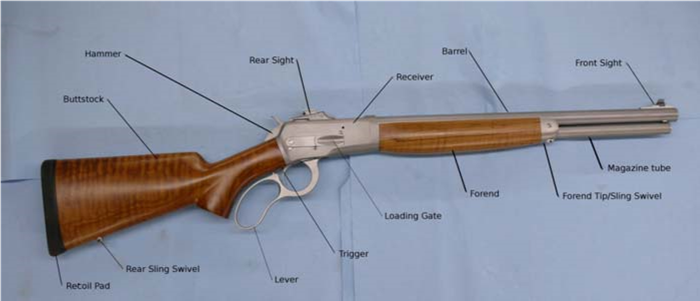 Hammer
Rear Sight
Barrel
Front Sight
Receiver
Buttstock
Magazine tube
Forend
Forend Tip/Sling Swivel
Loading Gate
Trigger
Rear Sling Swivel
Lever
Recoil Pad